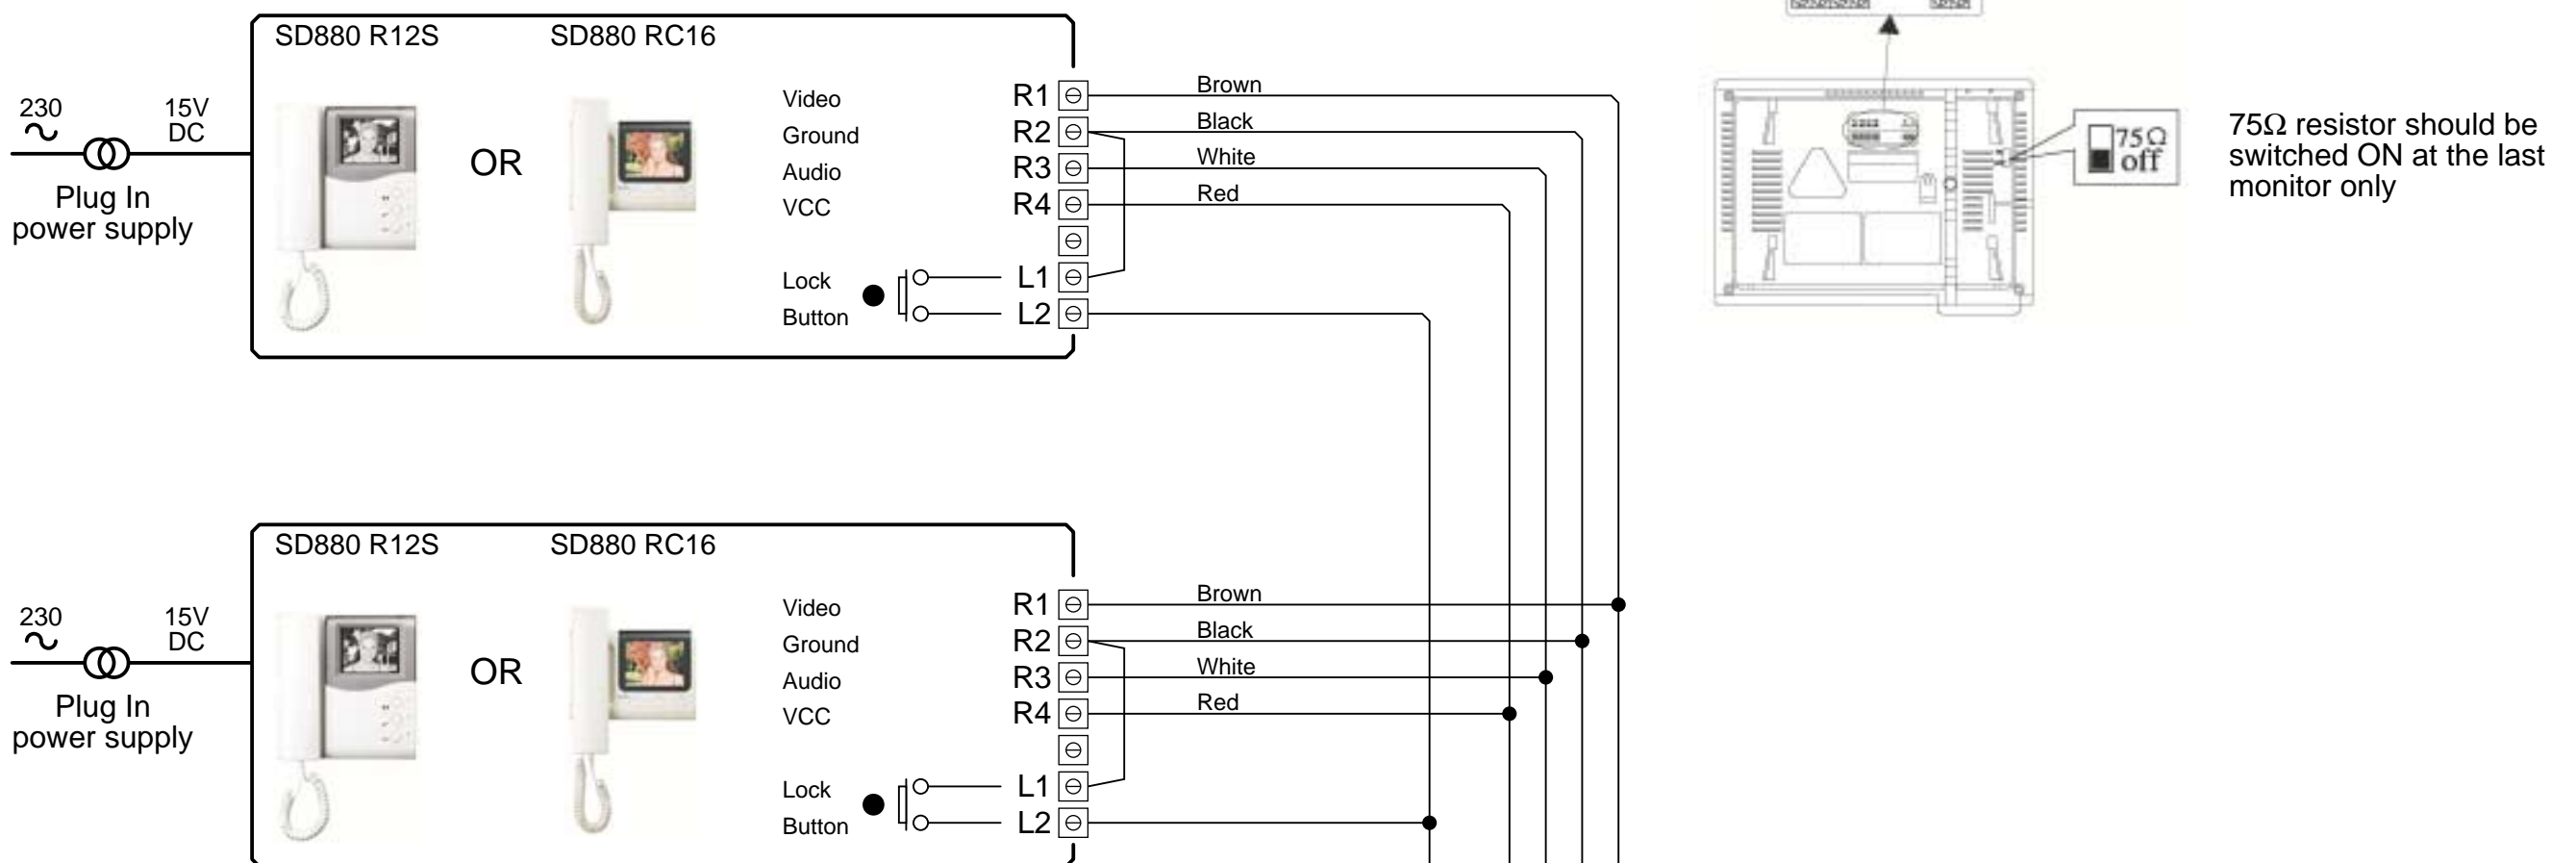 SD880 R12S SD880 RC16
230 15V
DC
Plug In
power supply
OR
Video R1 Brown
Ground R2 Black
Audio R3 White
VCC R4 Red
Lock L1
Button L2
75Ω
off
75Ω resistor should be
switched ON at the last
monitor only
SD880 R12S SD880 RC16
230 15V
DC
Plug In
power supply
OR
Video R1 Brown
Ground R2 Black
Audio R3 White
VCC R4 Red
Lock L1
Button L2